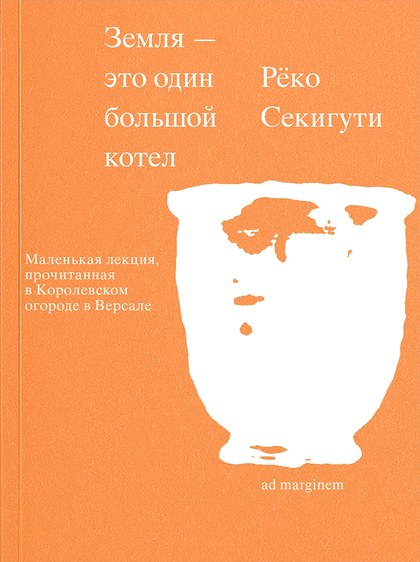 Земля —
это один
большой
котел
Рёко
Секигути
Маленькая лекция,
прочитанная
в Королевском
огороде в Версале
ad marginem